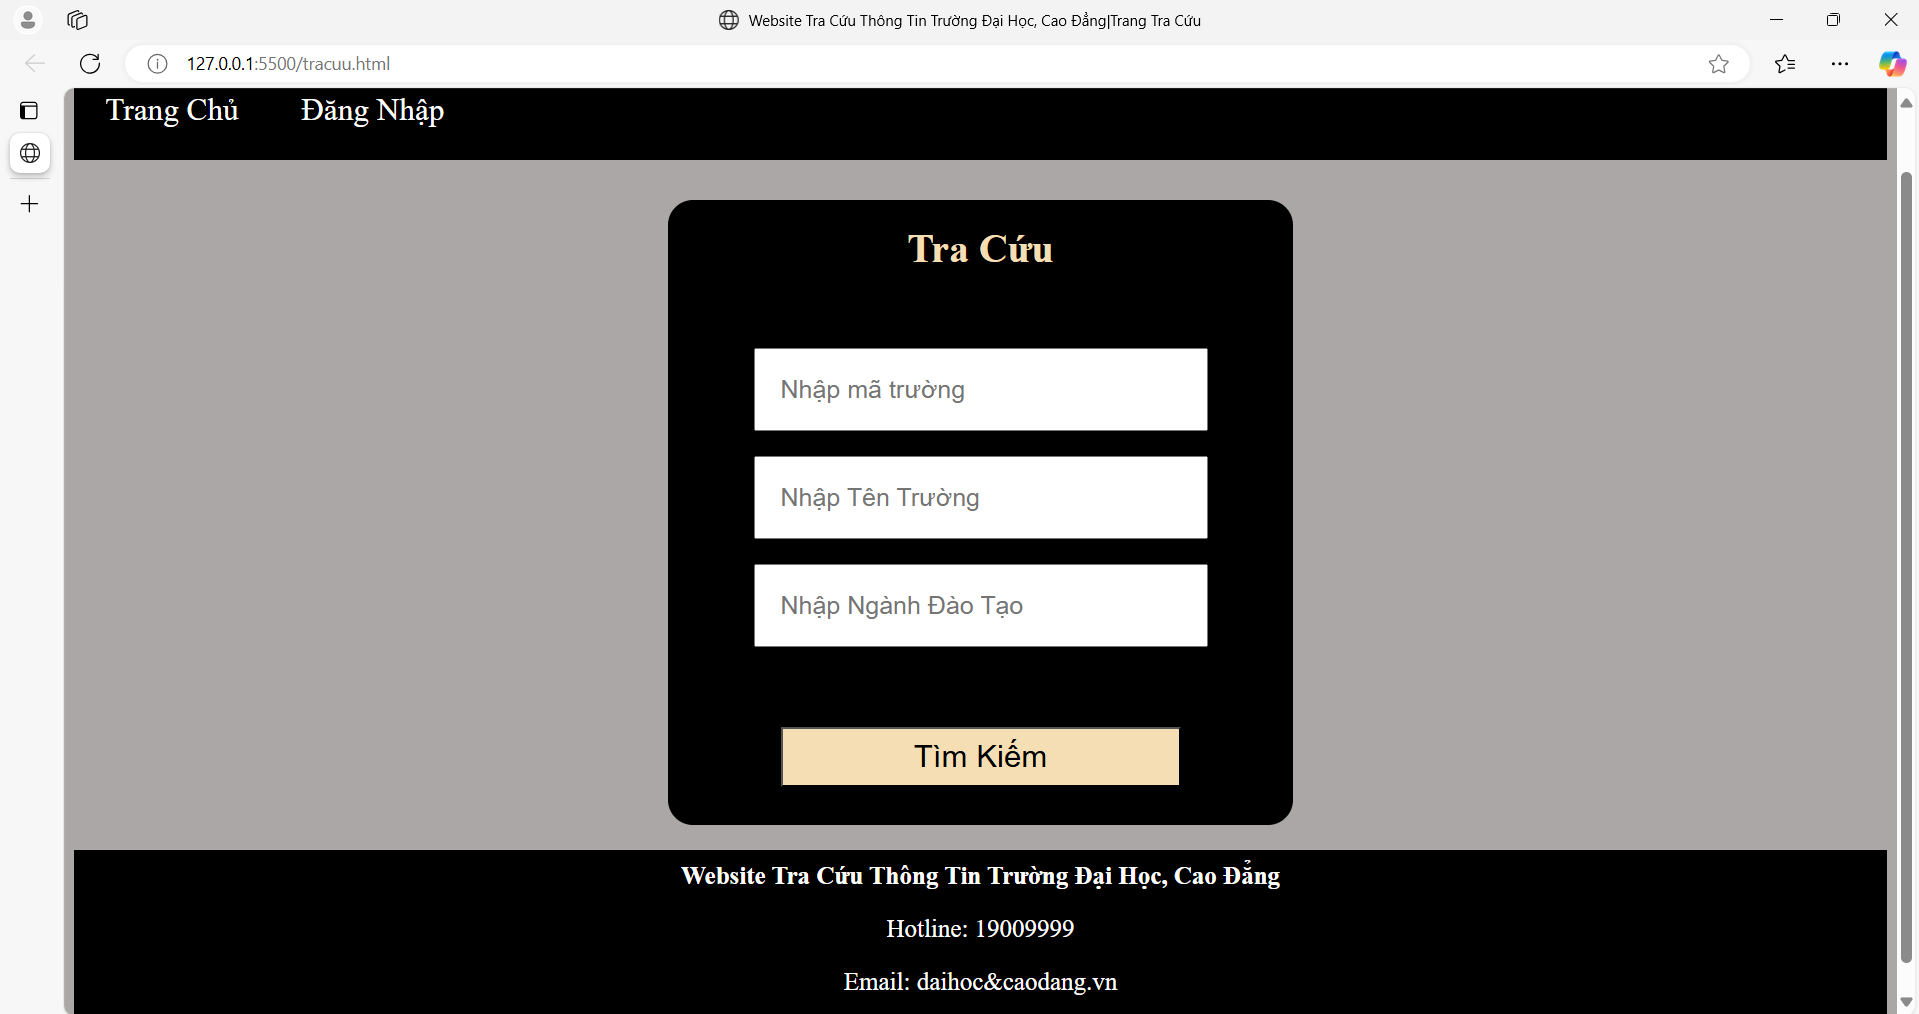 Website Tra Cứu Thông Tin Trường Đại Học, Cao Đẳng|Trang Tra Cứu
127.0.0.1:5500/tracuu.html
Trang Chủ Đăng Nhập
Tra Cứu
Nhập mã trường
Nhập Tên Trường
Nhập Ngành Đào Tạo
Tìm Kiếm
Website Tra Cứu Thông Tin Trường Đại Học, Cao Đẳng
Hotline: 19009999
Email: daihoc&caodang.vn